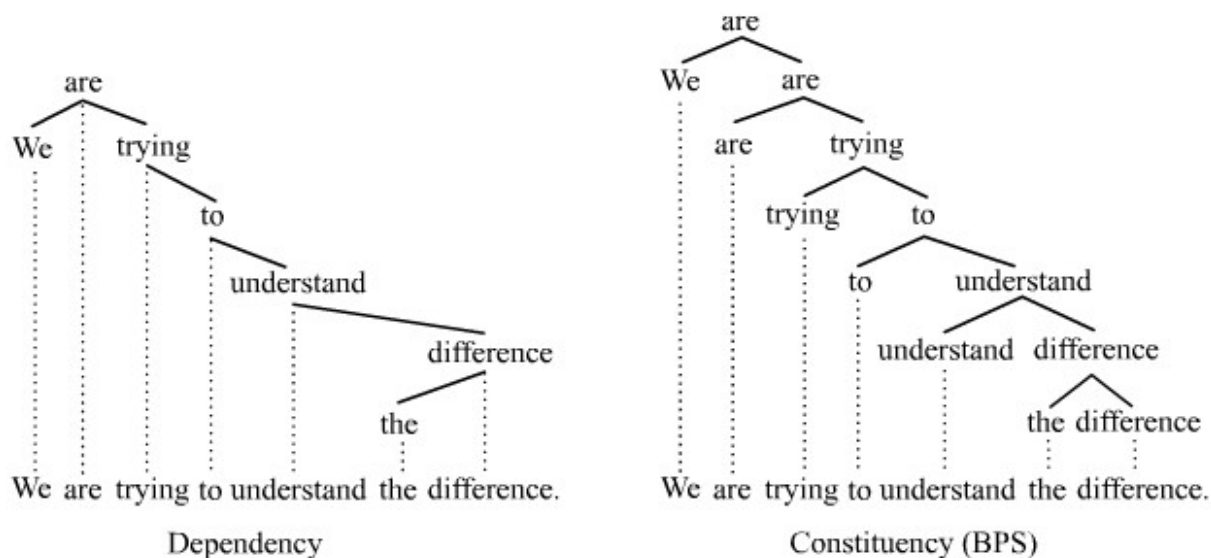 are
We are
are trying
trying to
to understand
understand difference
the difference
We are trying to understand the difference.
Constituency (BPS)
are
We trying
to
understand
difference
the
We are trying to understand the difference.
Dependency